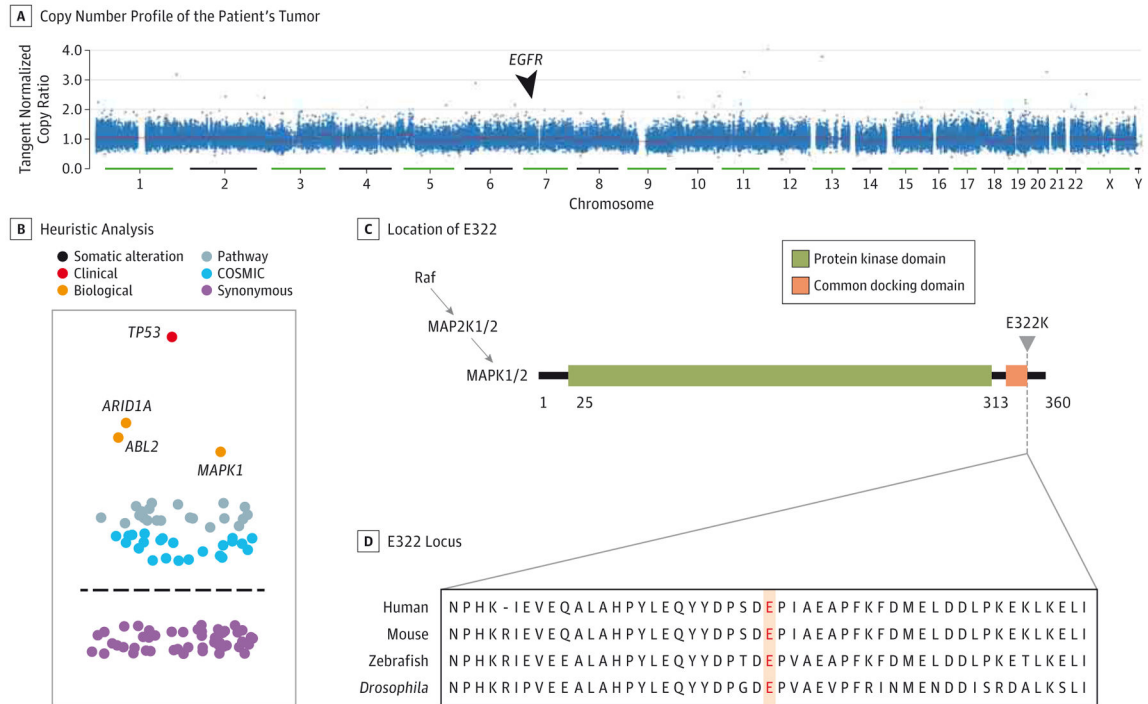 A Copy Number Profile of the Patient's Tumor
Tangent Normalized
Copy Ratio
4.0
3.0
2.0
1.0
0.0
EGFR
1 2 3 4 5 6 7 8 9 10 11 12 13 14 15 16 17 18 19 20 21 22 X Y
Chromosome
B Heuristic Analysis
Somatic alteration
Clinical
Biological
Pathway
COSMIC
Synonymous
TP53
ARID1A
ABL2
MAPK1
C Location of E322
Protein kinase domain
Common docking domain
Raf
MAP2K1/2
MAPK1/2
E322K
1 25 313 360
D E322 Locus
Human N P H K - I E V E Q A L A H P Y L E Q Y Y D P S D E P I A E A P F K F D M E L D D L P K E K L K E L I
Mouse N P H K R I E V E Q A L A H P Y L E Q Y Y D P S D E P I A E A P F K F D M E L D D L P K E K L K E L I
Zebrafish N P H K R I E V E E A L A H P Y L E Q Y Y D P T D E P V A E A P F K F D M E L D D L P K E T L K E L I
Drosophila N P H K R I P V E E A L A H P Y L E Q Y Y D P G D E P V A E V P F R I N M E N D D I S R D A L K S L I